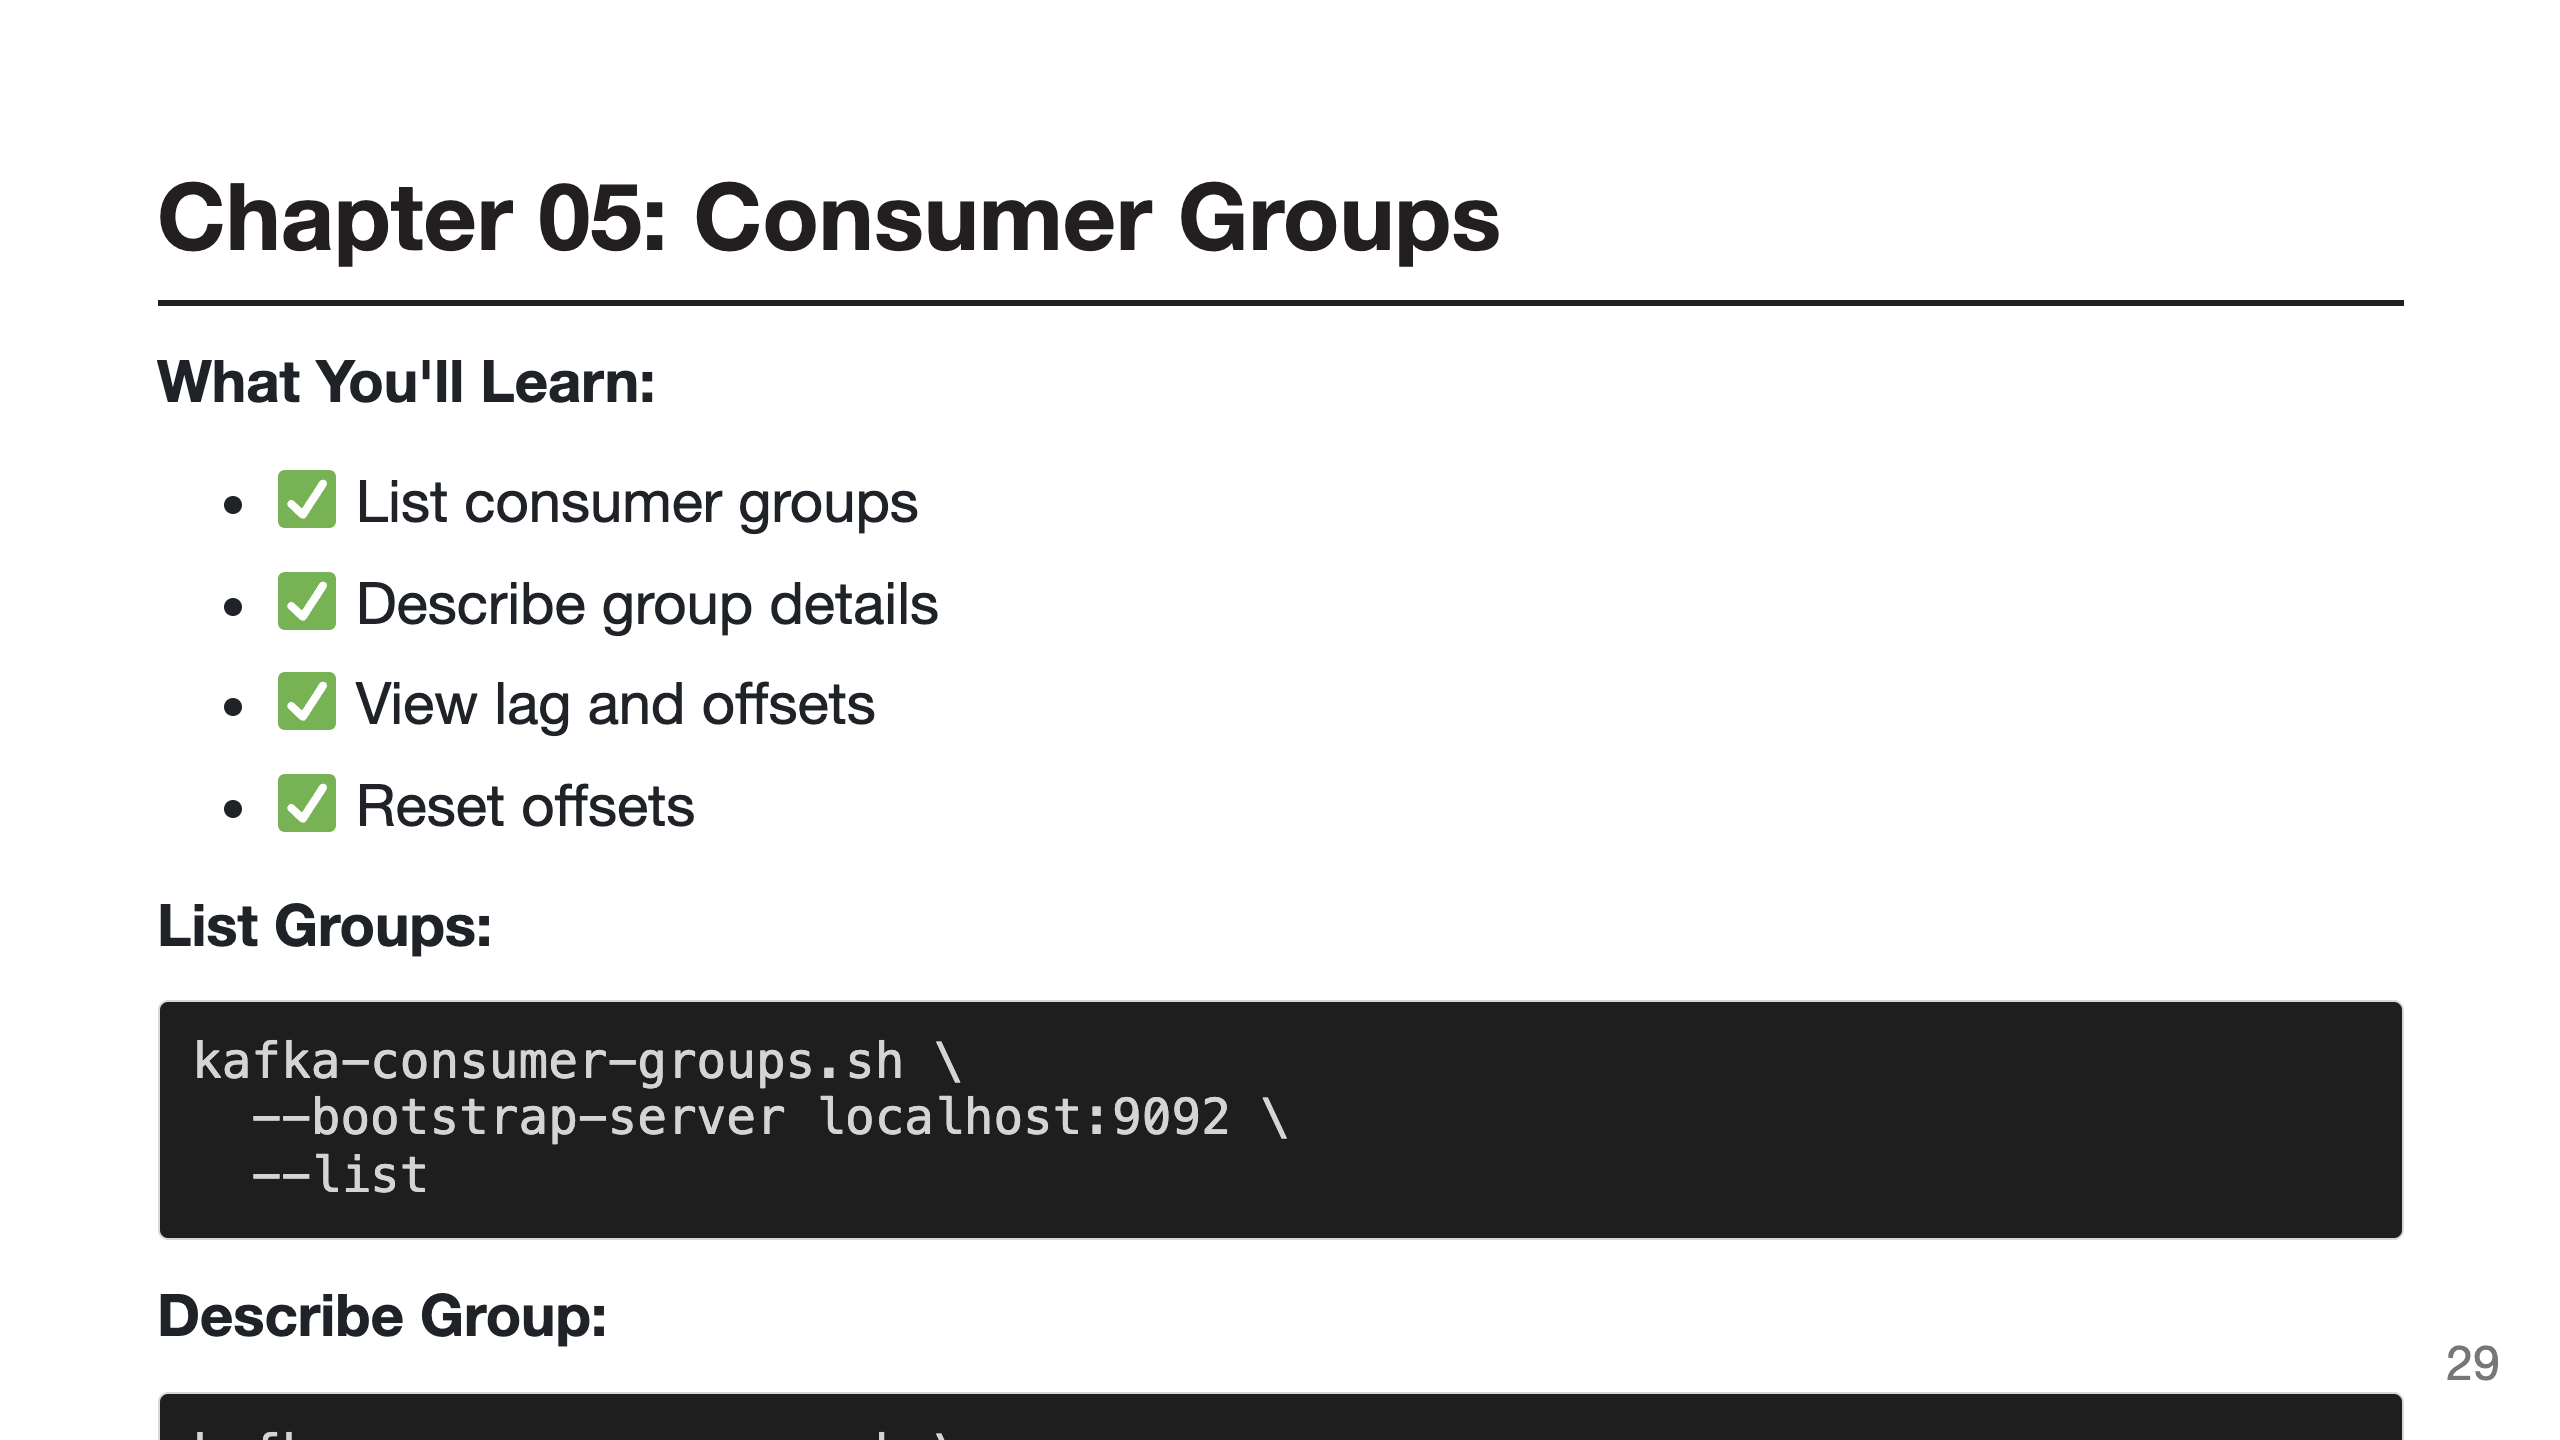 Chapter 05: Consumer Groups
What You'll Learn:
• ✅ List consumer groups
• ✅ Describe group details
• ✅ View lag and offsets
• ✅ Reset offsets
List Groups:
kafka-consumer-groups.sh \
  --bootstrap-server localhost:9092 \
  --list
Describe Group:
29